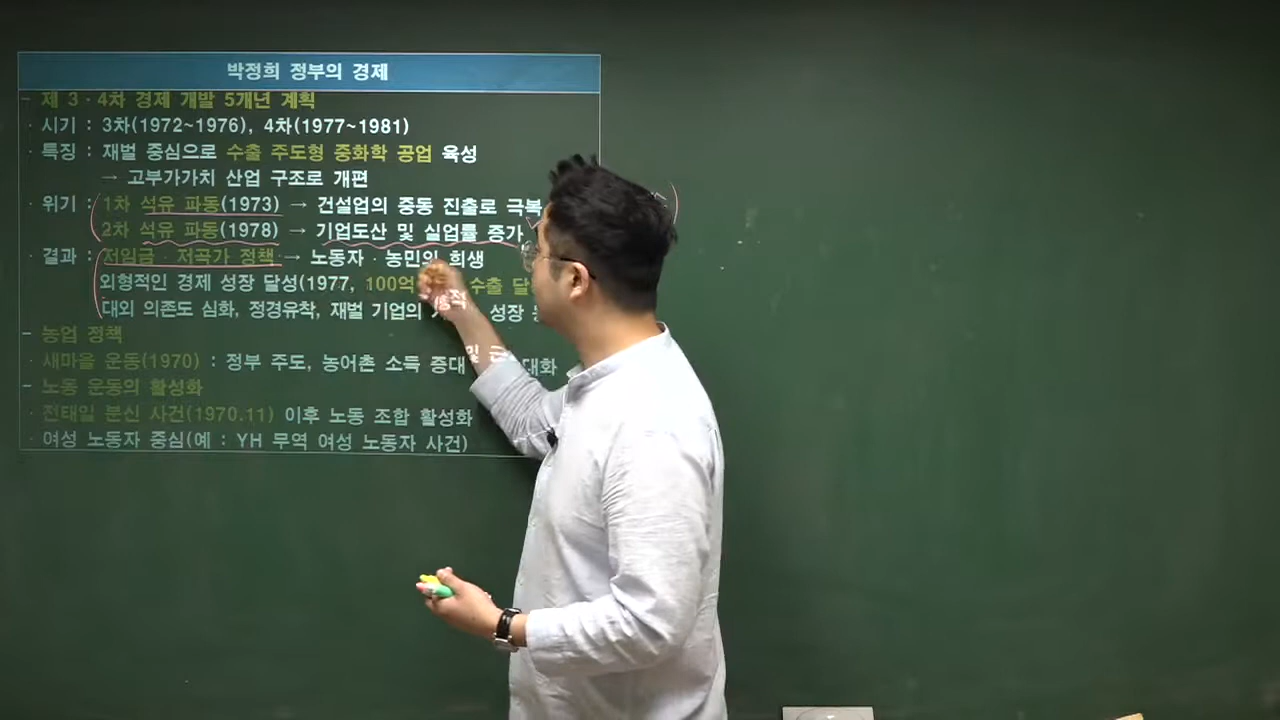 박정희 정부의 경제
- 제 3·4차 경제 개발 5개년 계획
· 시기 : 3차(1972~1976), 4차(1977~1981)
· 특징 : 재벌 중심으로 수출 주도형 중화학 공업 육성
→ 고부가가치 산업 구조로 개편
· 위기 : 1차 석유 파동(1973) → 건설업의 중동 진출로 극복
2차 석유 파동(1978) → 기업도산 및 실업률 증가
· 결과 : 저임금·저곡가 정책 → 노동자·농민의 희생
외형적인 경제 성장 달성(1977, 100억 수출 달
대외 의존도 심화, 정경유착, 재벌 기업의 성장
- 농업 정책
· 새마을 운동(1970) : 정부 주도, 농어촌 소득 증대 및 대화
- 노동 운동의 활성화
· 전태일 분신 사건(1970.11) 이후 노동 조합 활성화
· 여성 노동자 중심(예 : YH 무역 여성 노동자 사건)